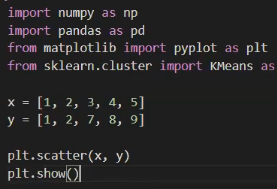 import numpy as np
import pandas as pd
from matplotlib import pyplot as plt
from sklearn.cluster import KMeans as
x = [1, 2, 3, 4, 5]
y = [1, 2, 7, 8, 9]
plt.scatter(x, y)
plt.show()